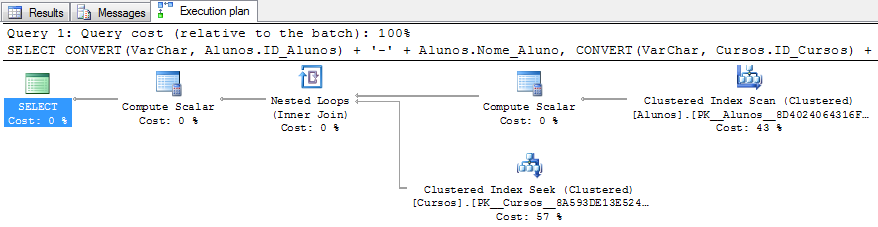 Results Messages Execution plan
Query 1: Query cost (relative to the batch): 100%
SELECT CONVERT(VarChar, Alunos.ID_Alunos) + '-' + Alunos.Nome_Aluno, CONVERT(VarChar, Cursos.ID_Cursos) +
SELECT
Cost: 0 %
Compute Scalar
Cost: 0 %
Nested Loops
(Inner Join)
Cost: 0 %
Compute Scalar
Cost: 0 %
Clustered Index Scan (Clustered)
[Alunos].[PK__Alunos__8D4024064316F…
Cost: 43 %
Clustered Index Seek (Clustered)
[Cursos].[PK__Cursos__8A593DE13E524…
Cost: 57 %